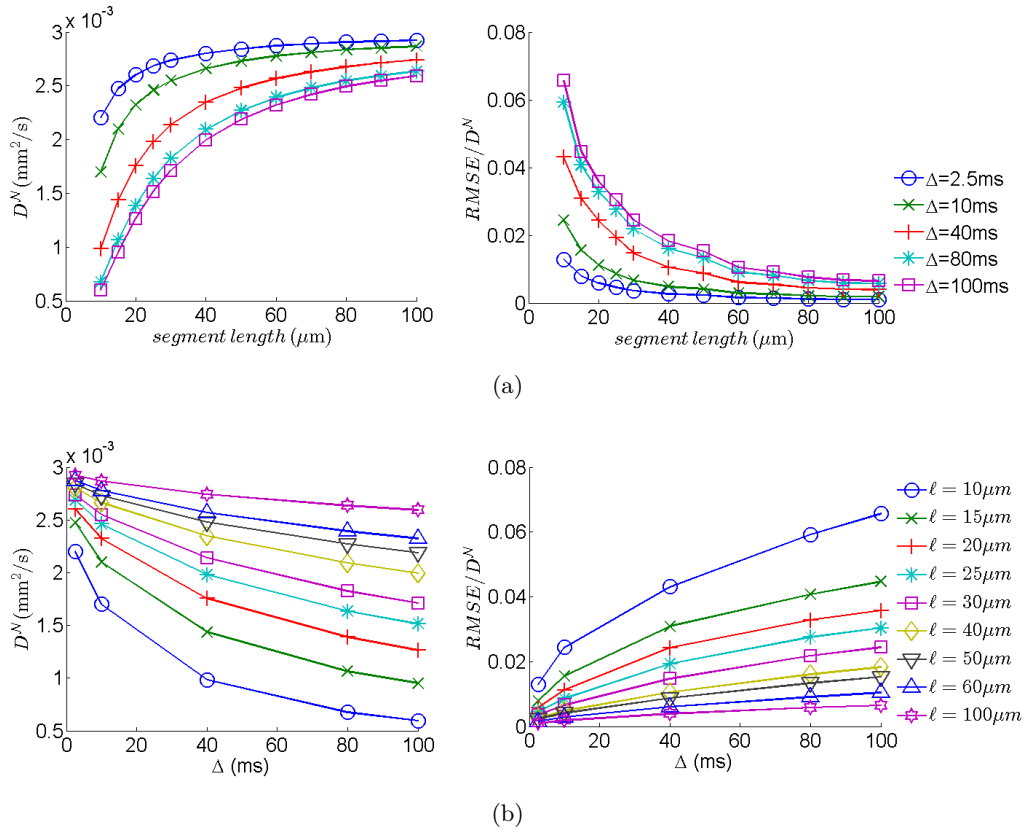 3 x 10⁻³
2.5
2
1.5
1
0.5
0 20 40 60 80 100
segment length (μm)
D^N (mm²/s)
0.08
0.06
0.04
0.02
0
0 20 40 60 80 100
segment length (μm)
RMSE/D^N
Δ=2.5ms
Δ=10ms
Δ=40ms
Δ=80ms
Δ=100ms
(a)
3 x 10⁻³
2.5
2
1.5
1
0.5
0 20 40 60 80 100
Δ (ms)
D^N (mm²/s)
0.08
0.06
0.04
0.02
0
0 20 40 60 80 100
Δ (ms)
RMSE/D^N
ℓ = 10μm
ℓ = 15μm
ℓ = 20μm
ℓ = 25μm
ℓ = 30μm
ℓ = 40μm
ℓ = 50μm
ℓ = 60μm
ℓ = 100μm
(b)